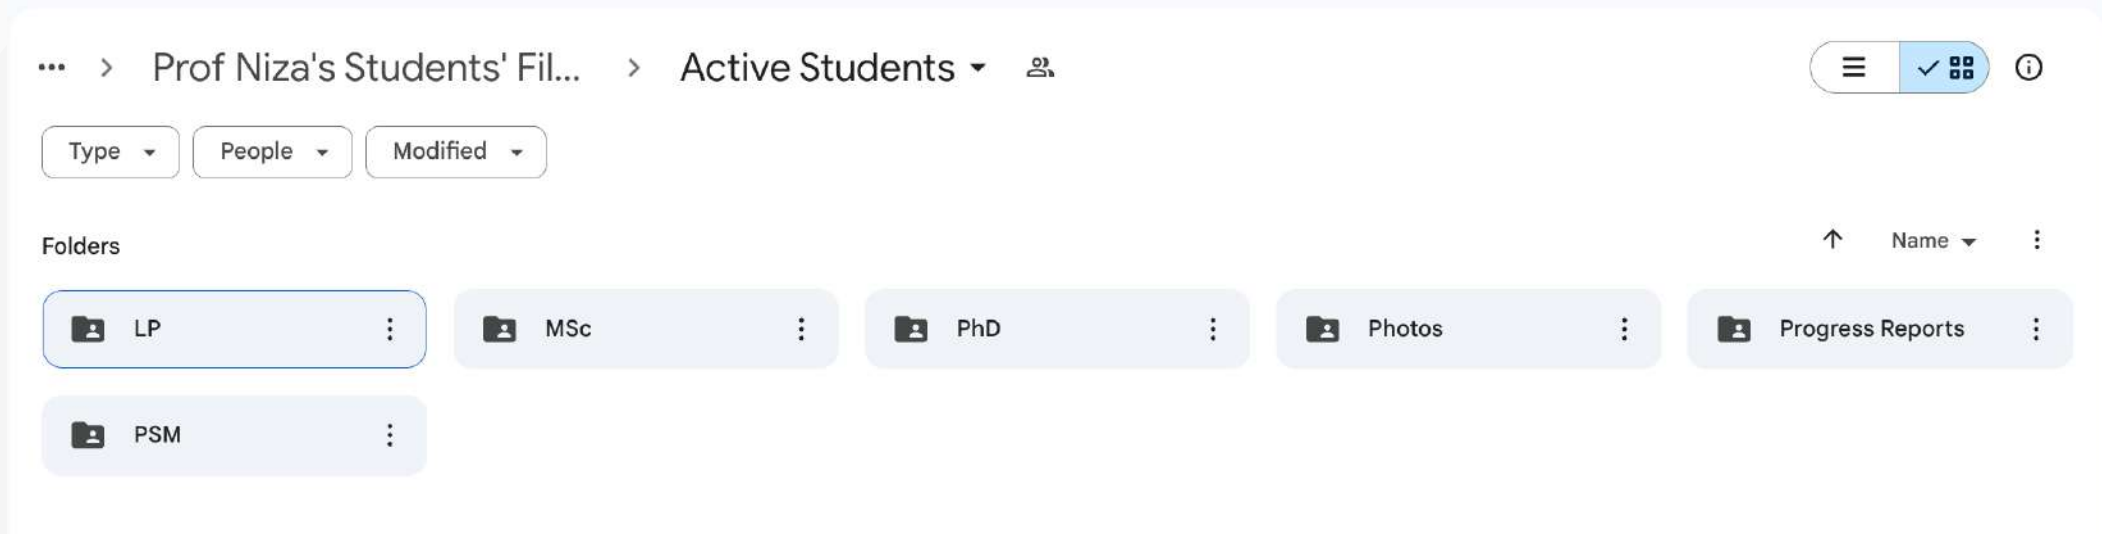 Prof Niza's Students' Fil... Active Students
Type People Modified
Folders
Name
LP MSc PhD Photos Progress Reports
PSM